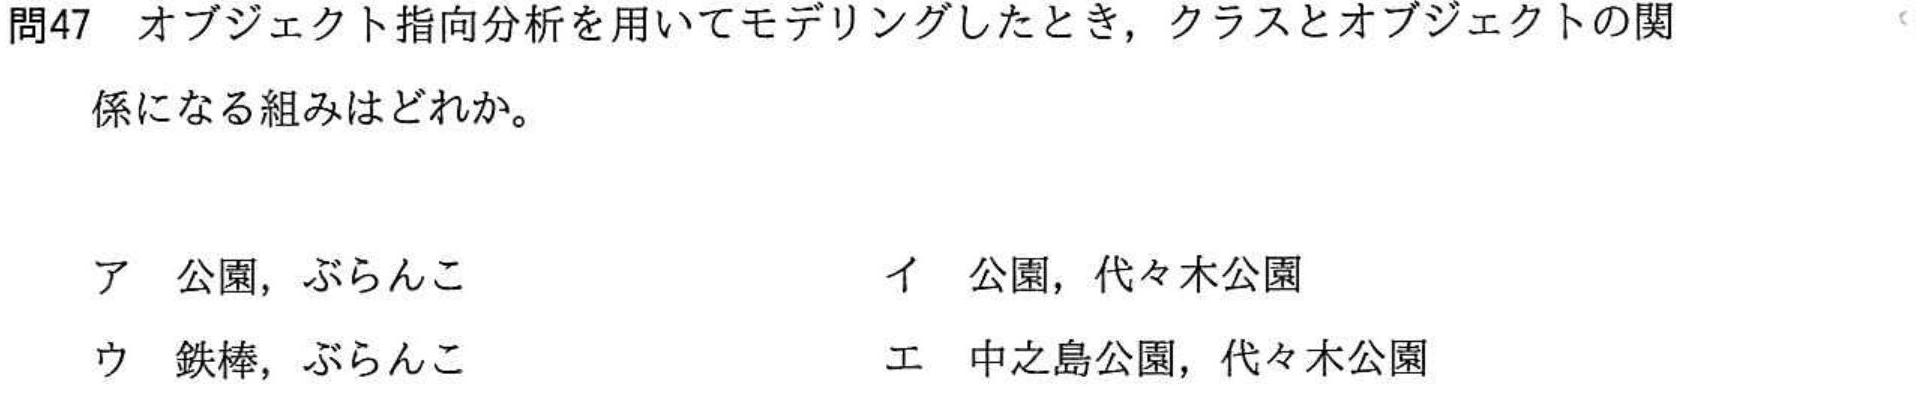 問47　オブジェクト指向分析を用いてモデリングしたとき，クラスとオブジェクトの関
係になる組みはどれか。
ア　公園，ぶらんこ　イ　公園，代々木公園
ウ　鉄棒，ぶらんこ　エ　中之島公園，代々木公園